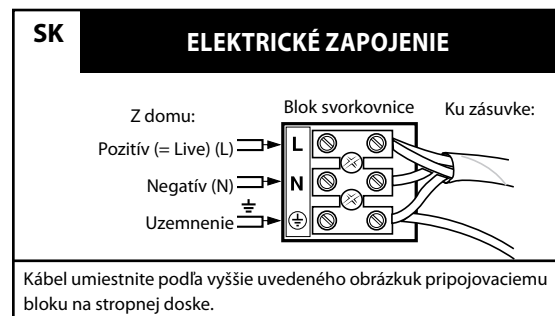 SK
ELEKTRICKÉ ZAPOJENIE
Z domu:
Blok svorkovnice
Ku zásuvke:
Pozitív (= Live) (L)
L
Negatív (N)
N
Uzemnenie
Kábel umiestnite podľa vyššie uvedeného obrázkuk pripojovaciemu
bloku na stropnej doske.